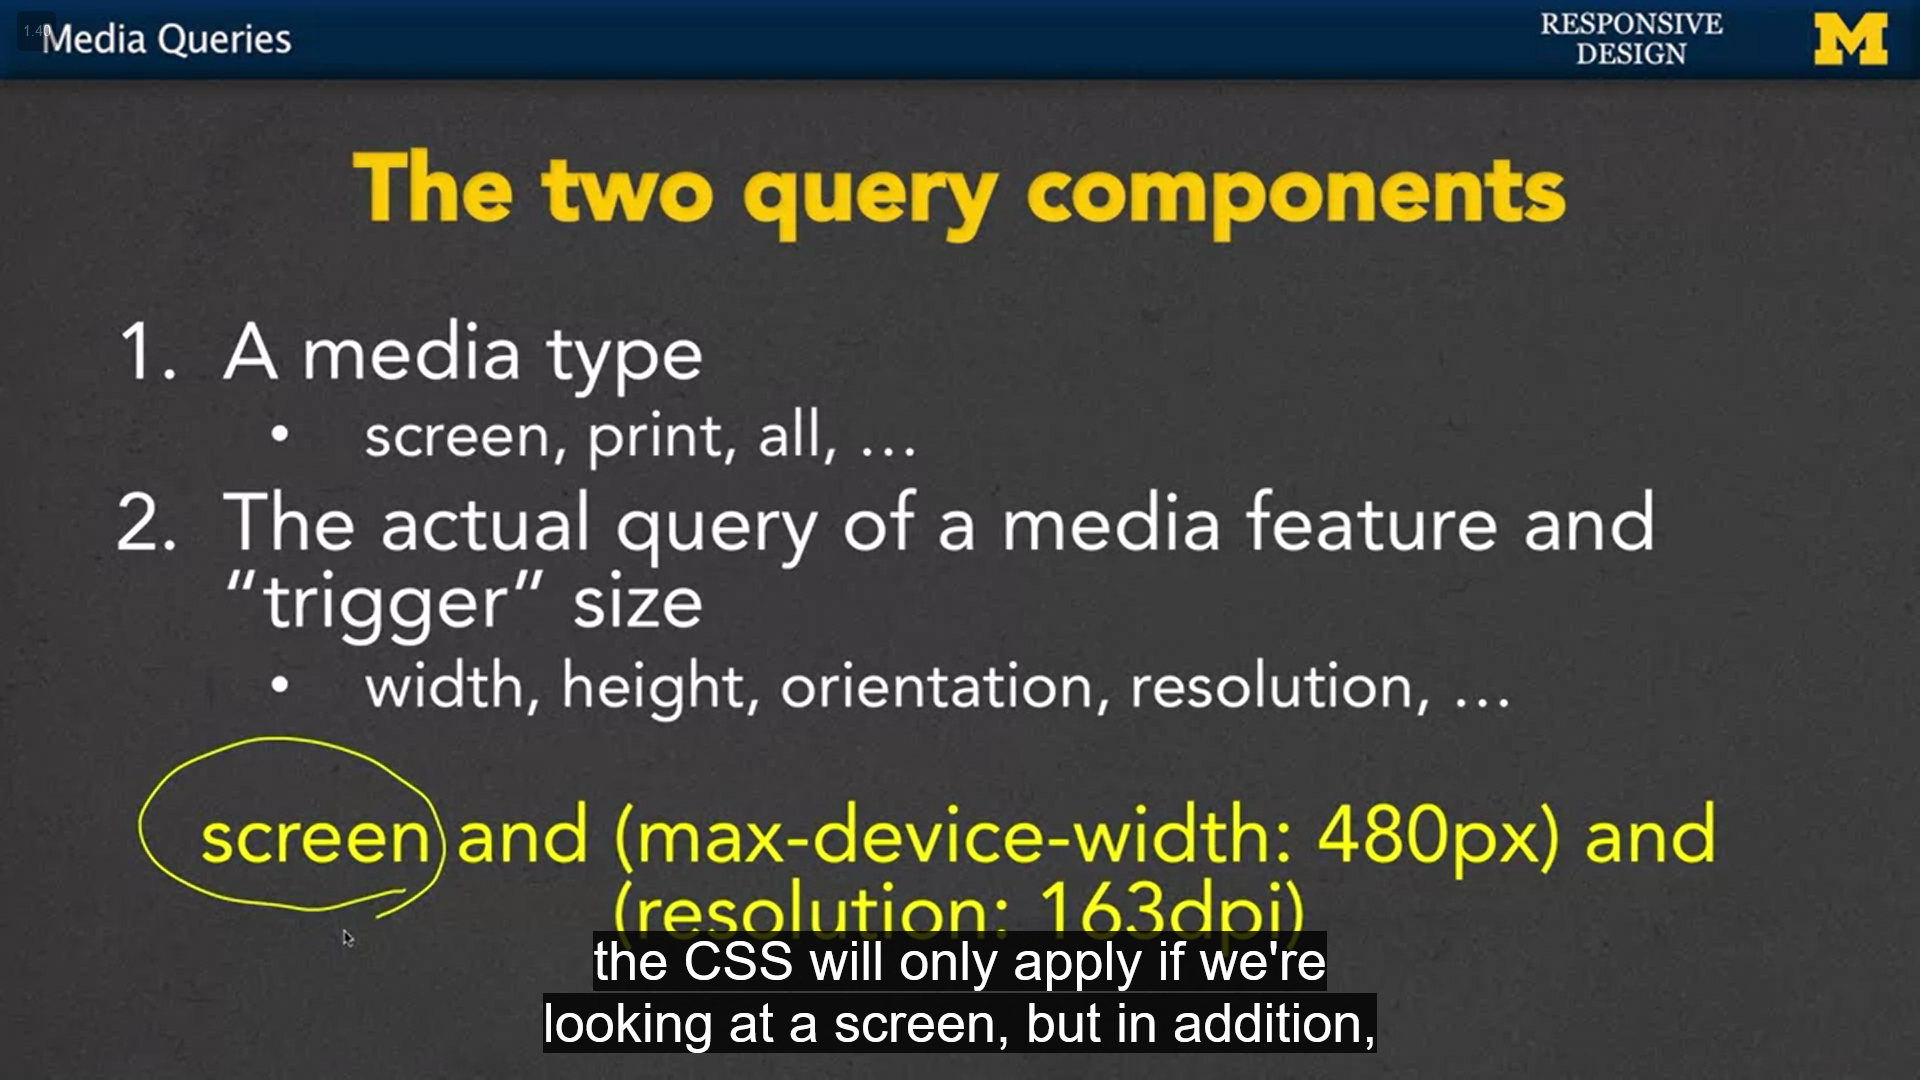 1.40
Media Queries
RESPONSIVE
DESIGN
M
The two query components
1. A media type
• screen, print, all, …
2. The actual query of a media feature and
“trigger” size
• width, height, orientation, resolution, …
screen and (max-device-width: 480px) and
(resolution: 163dpi)
the CSS will only apply if we're
looking at a screen, but in addition,